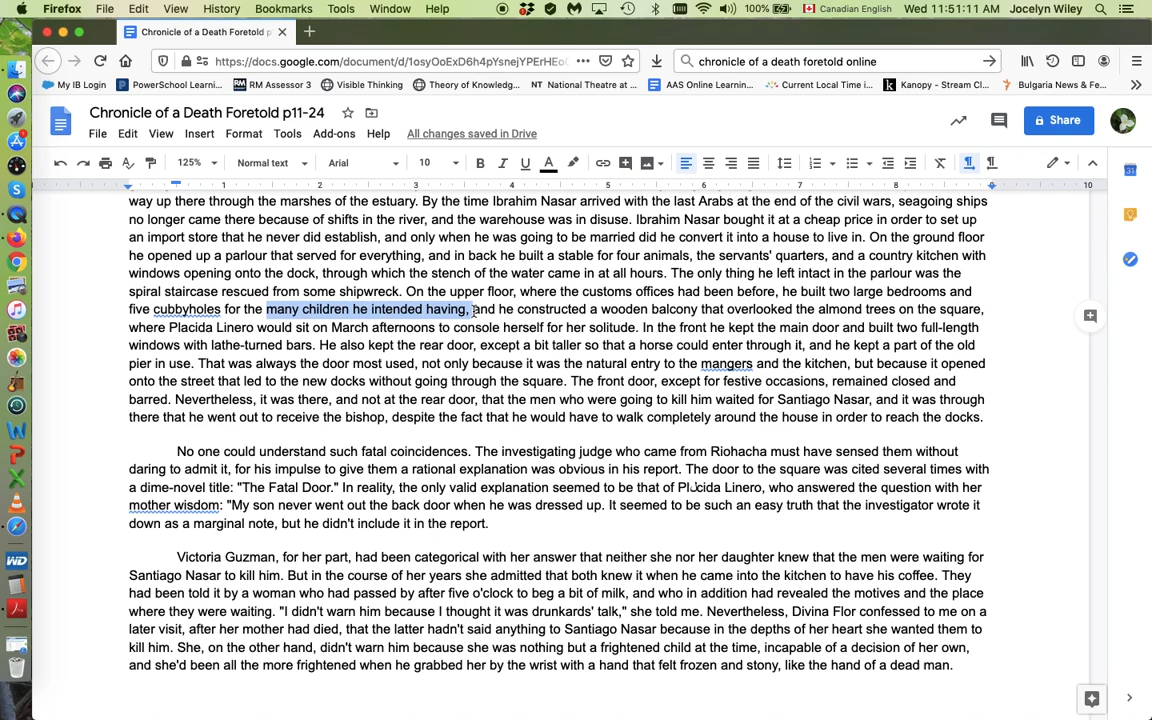 Firefox File Edit View History Bookmarks Tools Window Help 100% Canadian English Wed 11:51:11 AM Jocelyn Wiley
Chronicle of a Death Foretold p
https://docs.google.com/document/d/1osyOoExD6h4pYsnejYPErHEo
chronicle of a death foretold online
My IB Login PowerSchool Learni... RM Assessor 3 Visible Thinking Theory of Knowledg... National Theatre at ... AAS Online Learnin... Current Local Time i... Kanopy - Stream Cl... Bulgaria News & Fe...
Chronicle of a Death Foretold p11-24
File Edit View Insert Format Tools Add-ons Help All changes saved in Drive
Share
125% Normal text Arial 10 B I U A
1 2 3 4 5 6 7 8 9 10
way up there through the marshes of the estuary. By the time Ibrahim Nasar arrived with the last Arabs at the end of the civil wars, seagoing ships
no longer came there because of shifts in the river, and the warehouse was in disuse. Ibrahim Nasar bought it at a cheap price in order to set up
an import store that he never did establish, and only when he was going to be married did he convert it into a house to live in. On the ground floor
he opened up a parlour that served for everything, and in back he built a stable for four animals, the servants' quarters, and a country kitchen with
windows opening onto the dock, through which the stench of the water came in at all hours. The only thing he left intact in the parlour was the
spiral staircase rescued from some shipwreck. On the upper floor, where the customs offices had been before, he built two large bedrooms and
five cubbyholes for the many children he intended having, and he constructed a wooden balcony that overlooked the almond trees on the square,
where Placida Linero would sit on March afternoons to console herself for her solitude. In the front he kept the main door and built two full-length
windows with lathe-turned bars. He also kept the rear door, except a bit taller so that a horse could enter through it, and he kept a part of the old
pier in use. That was always the door most used, not only because it was the natural entry to the mangers and the kitchen, but because it opened
onto the street that led to the new docks without going through the square. The front door, except for festive occasions, remained closed and
barred. Nevertheless, it was there, and not at the rear door, that the men who were going to kill him waited for Santiago Nasar, and it was through
there that he went out to receive the bishop, despite the fact that he would have to walk completely around the house in order to reach the docks.
No one could understand such fatal coincidences. The investigating judge who came from Riohacha must have sensed them without
daring to admit it, for his impulse to give them a rational explanation was obvious in his report. The door to the square was cited several times with
a dime-novel title: "The Fatal Door." In reality, the only valid explanation seemed to be that of Placida Linero, who answered the question with her
mother wisdom: "My son never went out the back door when he was dressed up. It seemed to be such an easy truth that the investigator wrote it
down as a marginal note, but he didn't include it in the report.
Victoria Guzman, for her part, had been categorical with her answer that neither she nor her daughter knew that the men were waiting for
Santiago Nasar to kill him. But in the course of her years she admitted that both knew it when he came into the kitchen to have his coffee. They
had been told it by a woman who had passed by after five o'clock to beg a bit of milk, and who in addition had revealed the motives and the place
where they were waiting. "I didn't warn him because I thought it was drunkards' talk," she told me. Nevertheless, Divina Flor confessed to me on a
later visit, after her mother had died, that the latter hadn't said anything to Santiago Nasar because in the depths of her heart she wanted them to
kill him. She, on the other hand, didn't warn him because she was nothing but a frightened child at the time, incapable of a decision of her own,
and she'd been all the more frightened when he grabbed her by the wrist with a hand that felt frozen and stony, like the hand of a dead man.